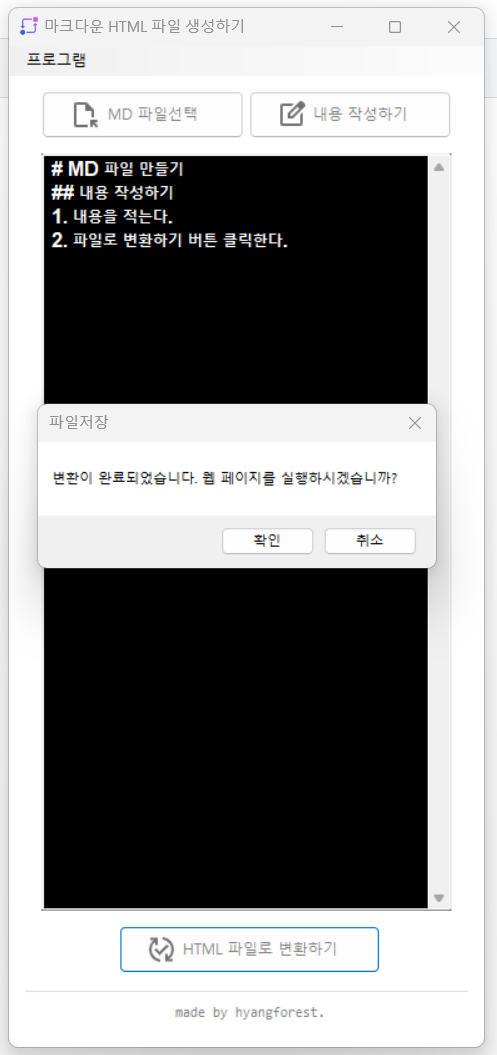 마크다운 HTML 파일 생성하기
프로그램
MD 파일선택
내용 작성하기
# MD 파일 만들기
## 내용 작성하기
1. 내용을 적는다.
2. 파일로 변환하기 버튼 클릭한다.
파일저장
변환이 완료되었습니다. 웹 페이지를 실행하시겠습니까?
확인
취소
HTML 파일로 변환하기
made by hyangforest.